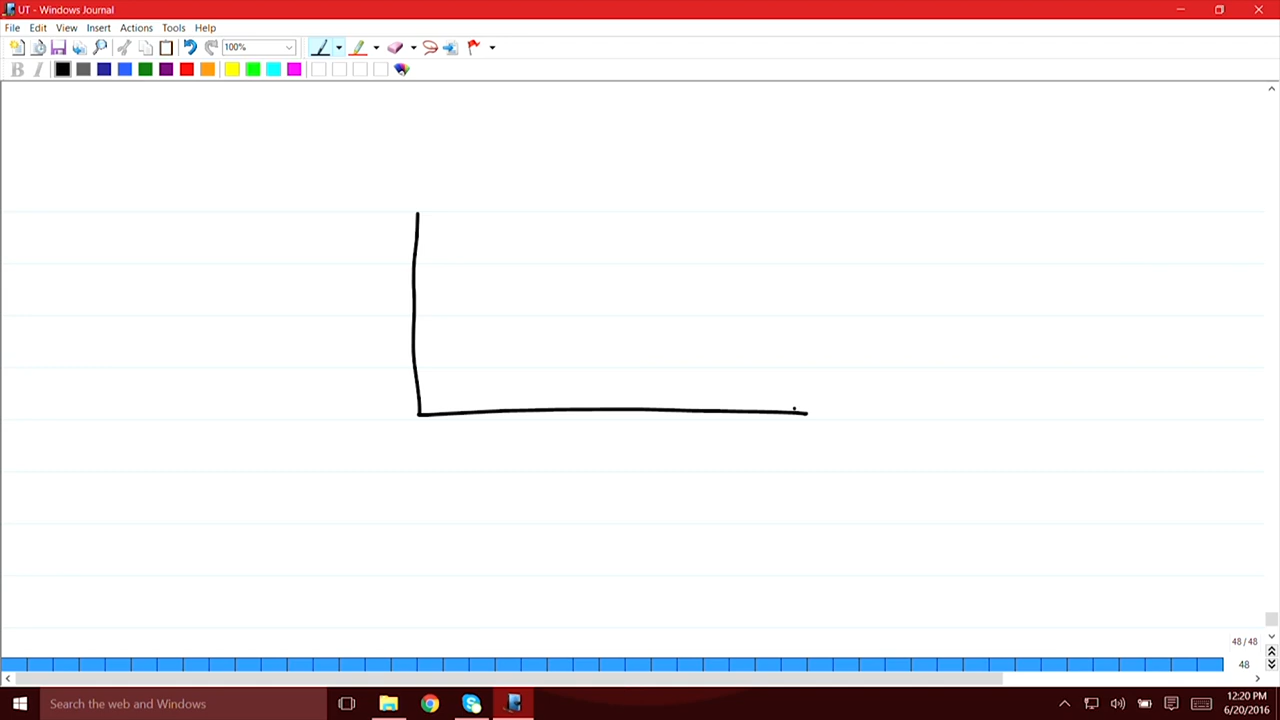 UT - Windows Journal
File Edit View Insert Actions Tools Help
100%
B I
48 / 48
48
Search the web and Windows
12:20 PM
6/20/2016